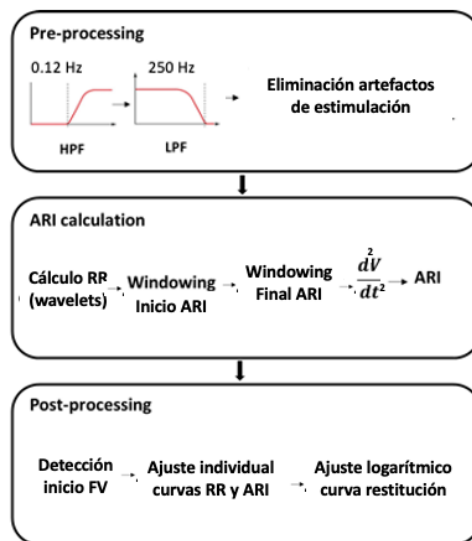 Pre-processing
0.12 Hz
250 Hz
HPF
LPF
Eliminación artefactos
de estimulación
ARI calculation
Cálculo RR
(wavelets)
Windowing
Inicio ARI
Windowing
Final ARI
d²V
dt²
ARI
Post-processing
Detección
inicio FV
Ajuste individual
curvas RR y ARI
Ajuste logarítmico
curva restitución